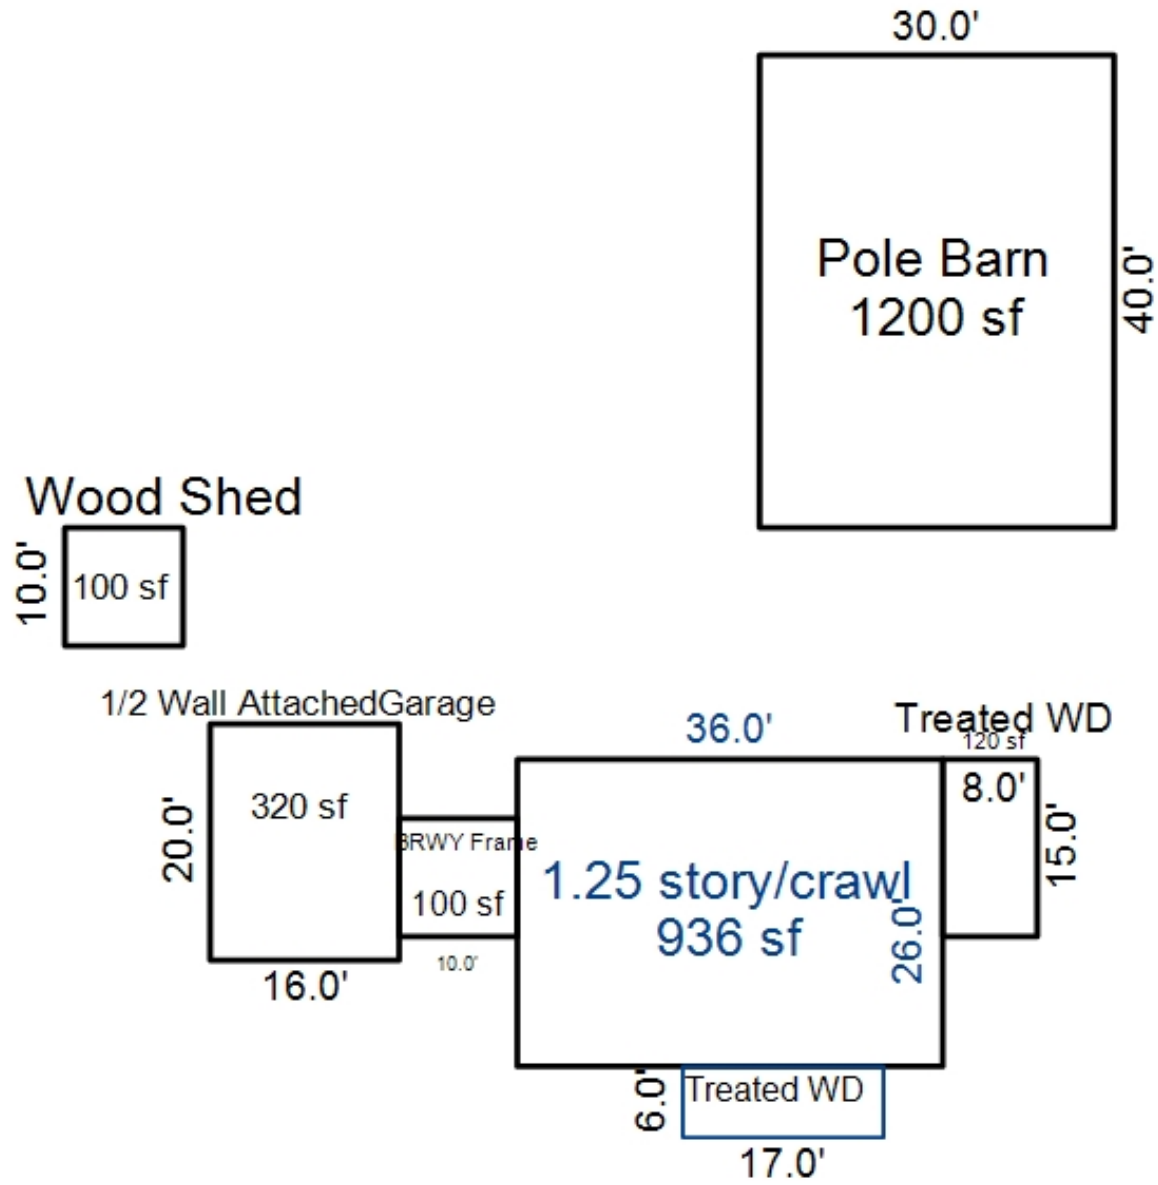 30.0'
Pole Barn
1200 sf
40.0'
Wood Shed
10.0'
100 sf
1/2 Wall AttachedGarage
320 sf
20.0'
16.0'
BRWY Frame
100 sf
10.0'
36.0'
1.25 story/crawl
936 sf
26.0'
Treated WD
120 sf
8.0'
15.0'
Treated WD
6.0'
17.0'